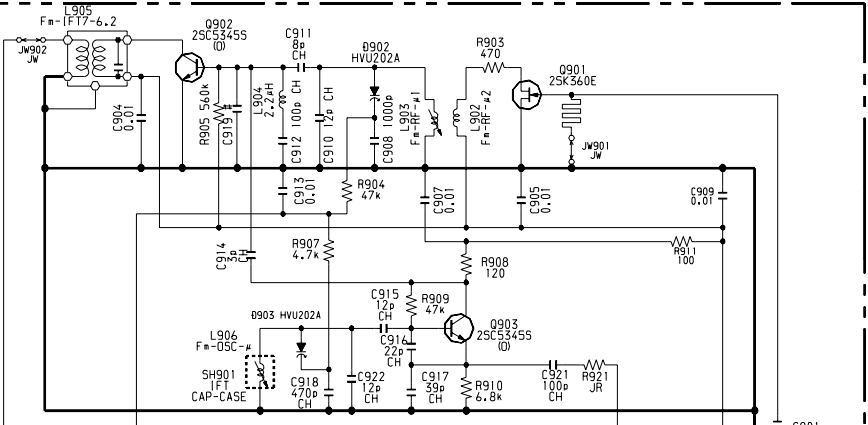 L905
Fm-IFT7-6.2
JW902
JW
C904
0.01
Q902
2SC5345S
(O)
R905 560k
C919 1p
L904
2.2μH
C911
8p
CH
C912 100p CH
C910 12p CH
D902
HVU202A
C908 1000p
L903
Fm-RF-μ1
L902
Fm-RF-μ2
R903
470
Q901
2SK360E
JW901
JW
C913
0.01
R904
47k
C907
0.01
C905
0.01
C909
0.01
C914
3p
CH
R907
4.7k
R908
120
R911
100
D903 HVU202A
C915
12p
CH
R909
47k
Q903
2SC5345S
(O)
L906
Fm-OSC-μ
C916
22p
CH
SH901
IFT
CAP-CASE
C918
470p
CH
C922
12p
CH
C917
39p
CH
R910
6.8k
C921
100p
CH
R921
JR